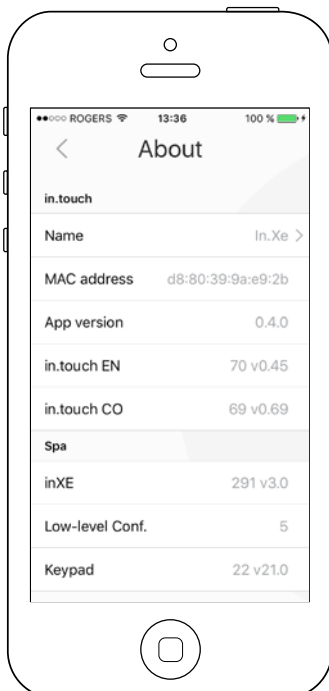 ROGERS 13:36 100 %
About
in.touch
Name In.Xe
MAC address d8:80:39:9a:e9:2b
App version 0.4.0
in.touch EN 70 v0.45
in.touch CO 69 v0.69
Spa
inXE 291 v3.0
Low-level Conf. 5
Keypad 22 v21.0